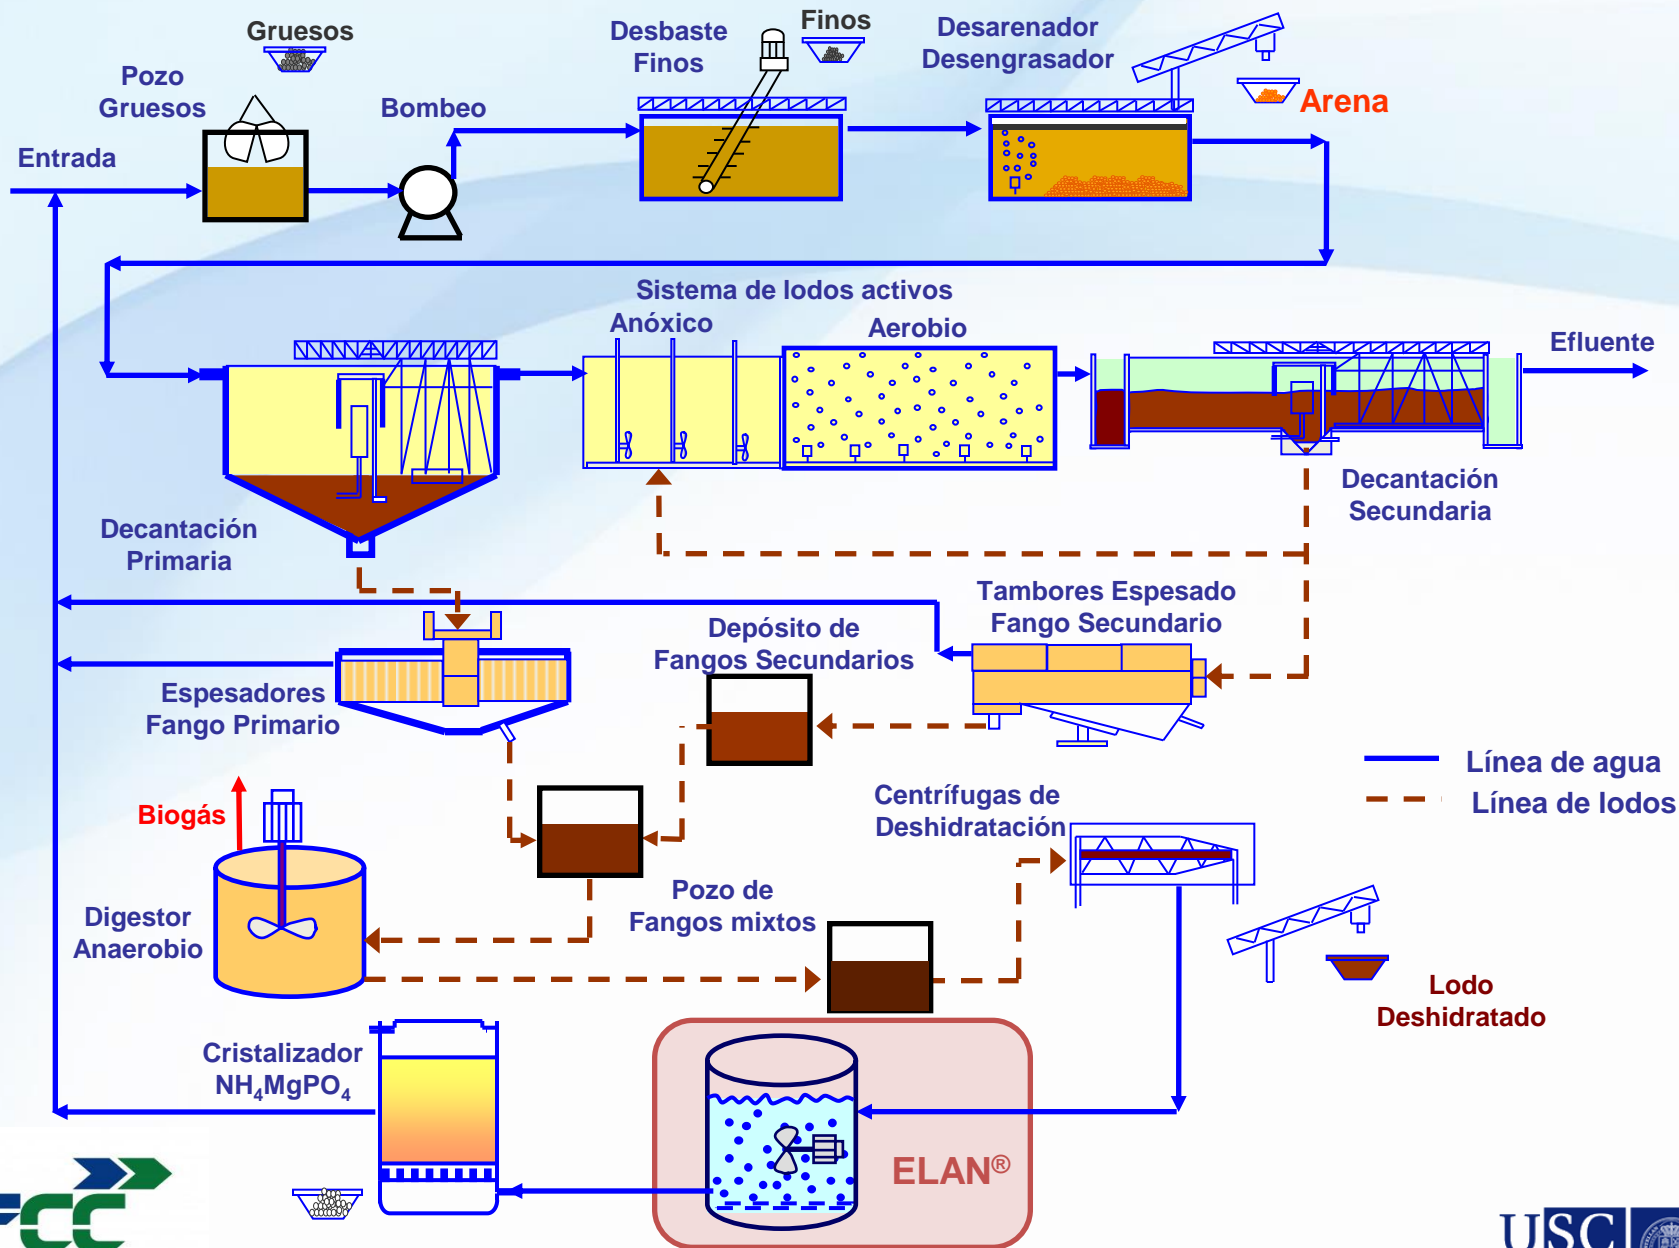 Gruesos
Finos
Desbaste
Finos
Desarenador
Desengrasador
Pozo
Gruesos
Bombeo
Arena
Entrada
Sistema de lodos activos
Anóxico
Aerobio
Efluente
Decantación
Primaria
Decantación
Secundaria
Tambores Espesado
Fango Secundario
Depósito de
Fangos Secundarios
Espesadores
Fango Primario
Línea de agua
Línea de lodos
Biogás
Centrífugas de
Deshidratación
Digestor
Anaerobio
Pozo de
Fangos mixtos
Lodo
Deshidratado
Cristalizador
NH₄MgPO₄
ELAN®
FCC
USC